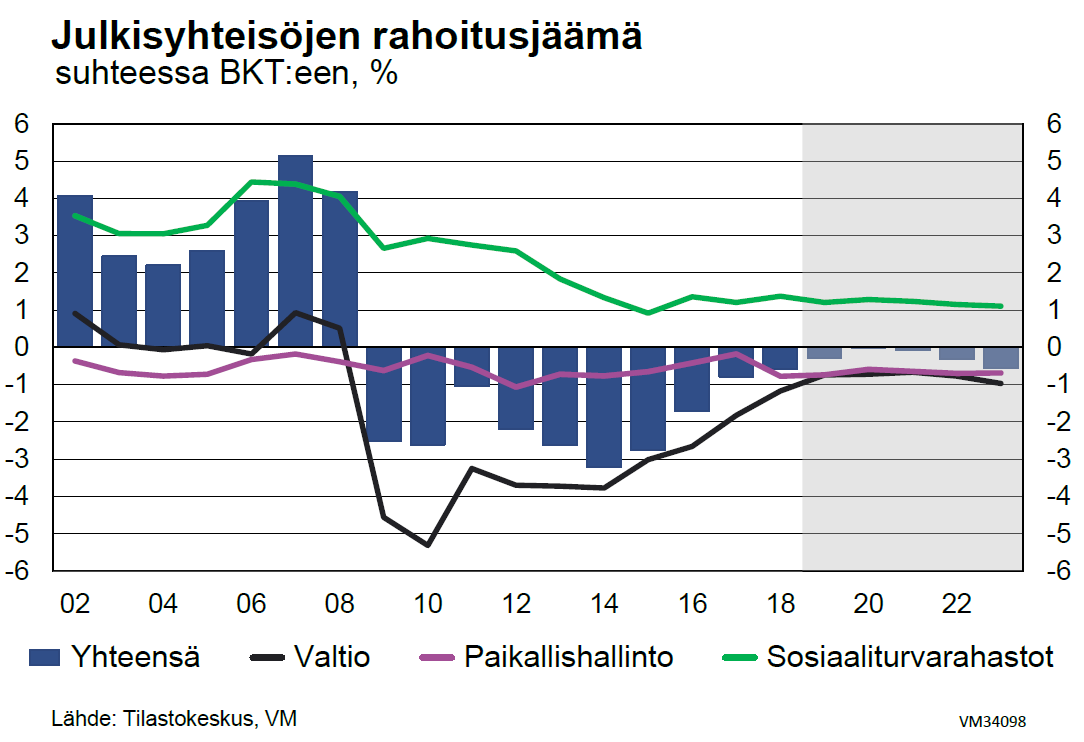 Julkisyhteisöjen rahoitusjäämä
suhteessa BKT:een, %
6 6
5 5
4 4
3 3
2 2
1 1
0 0
-1 -1
-2 -2
-3 -3
-4 -4
-5 -5
-6 -6
02 04 06 08 10 12 14 16 18 20 22
Yhteensä Valtio Paikallishallinto Sosiaaliturvarahastot
Lähde: Tilastokeskus, VM VM34098